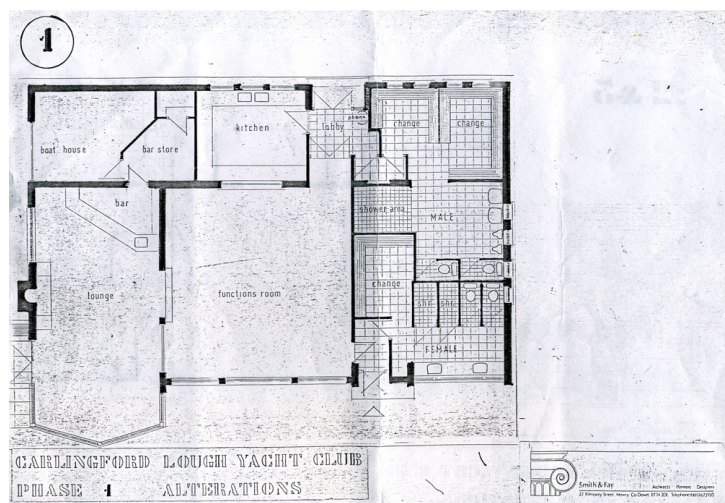 1
boat house
bar store
kitchen
lobby
phone
change
change
bar
shower area
MALE
lounge
functions room
change
shr
shr
FEMALE
CARLINGFORD LOUGH YACHT CLUB
PHASE 1 ALTERATIONS
Smith & Fay
Architects Planners Designers